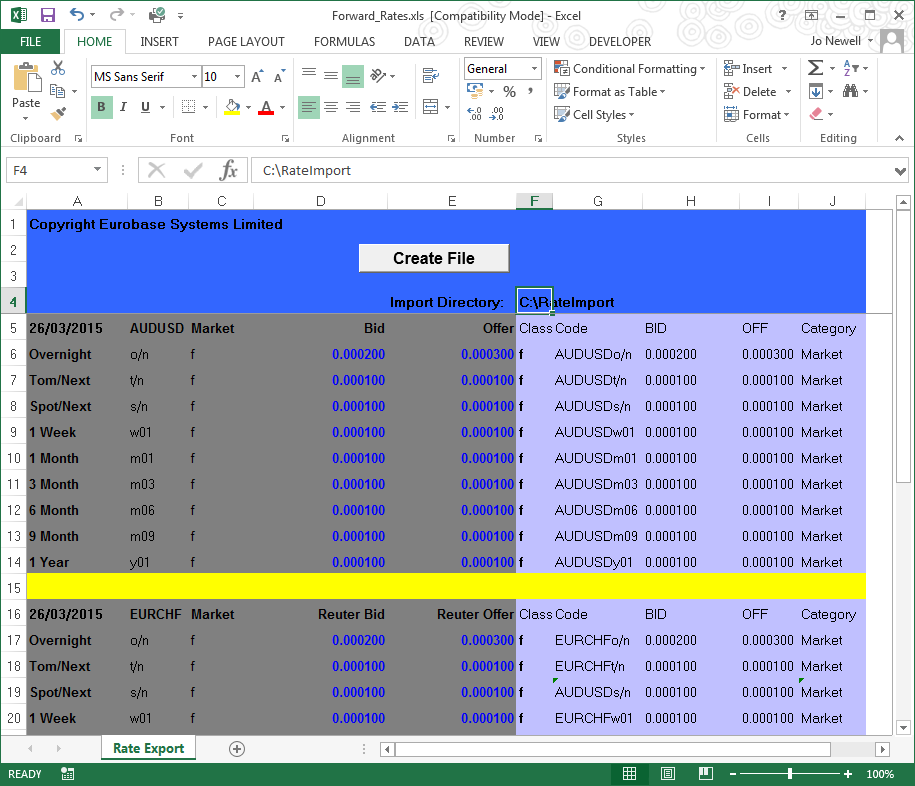 Forward_Rates.xls [Compatibility Mode] - Excel
FILE HOME INSERT PAGE LAYOUT FORMULAS DATA REVIEW VIEW DEVELOPER Jo Newell
MS Sans Serif 10 General Conditional Formatting Insert
Paste Format as Table Delete
B I U A % , Cell Styles Format
Clipboard Font Alignment Number Styles Cells Editing
F4 fx C:\RateImport
A B C D E F G H I J
1 Copyright Eurobase Systems Limited
2 Create File
3
4 Import Directory: C:\RateImport
5 26/03/2015 AUDUSD Market Bid Offer Class Code BID OFF Category
6 Overnight o/n f 0.000200 0.000300 f AUDUSDo/n 0.000200 0.000300 Market
7 Tom/Next t/n f 0.000100 0.000100 f AUDUSDt/n 0.000100 0.000100 Market
8 Spot/Next s/n f 0.000100 0.000100 f AUDUSDs/n 0.000100 0.000100 Market
9 1 Week w01 f 0.000100 0.000100 f AUDUSDw01 0.000100 0.000100 Market
10 1 Month m01 f 0.000100 0.000100 f AUDUSDm01 0.000100 0.000100 Market
11 3 Month m03 f 0.000100 0.000100 f AUDUSDm03 0.000100 0.000100 Market
12 6 Month m06 f 0.000100 0.000100 f AUDUSDm06 0.000100 0.000100 Market
13 9 Month m09 f 0.000100 0.000100 f AUDUSDm09 0.000100 0.000100 Market
14 1 Year y01 f 0.000100 0.000100 f AUDUSDy01 0.000100 0.000100 Market
15
16 26/03/2015 EURCHF Market Reuter Bid Reuter Offer Class Code BID OFF Category
17 Overnight o/n f 0.000200 0.000300 f EURCHFo/n 0.000200 0.000300 Market
18 Tom/Next t/n f 0.000100 0.000100 f EURCHFt/n 0.000100 0.000100 Market
19 Spot/Next s/n f 0.000100 0.000100 f AUDUSDs/n 0.000100 0.000100 Market
20 1 Week w01 f 0.000100 0.000100 f EURCHFw01 0.000100 0.000100 Market
Rate Export
READY 100%